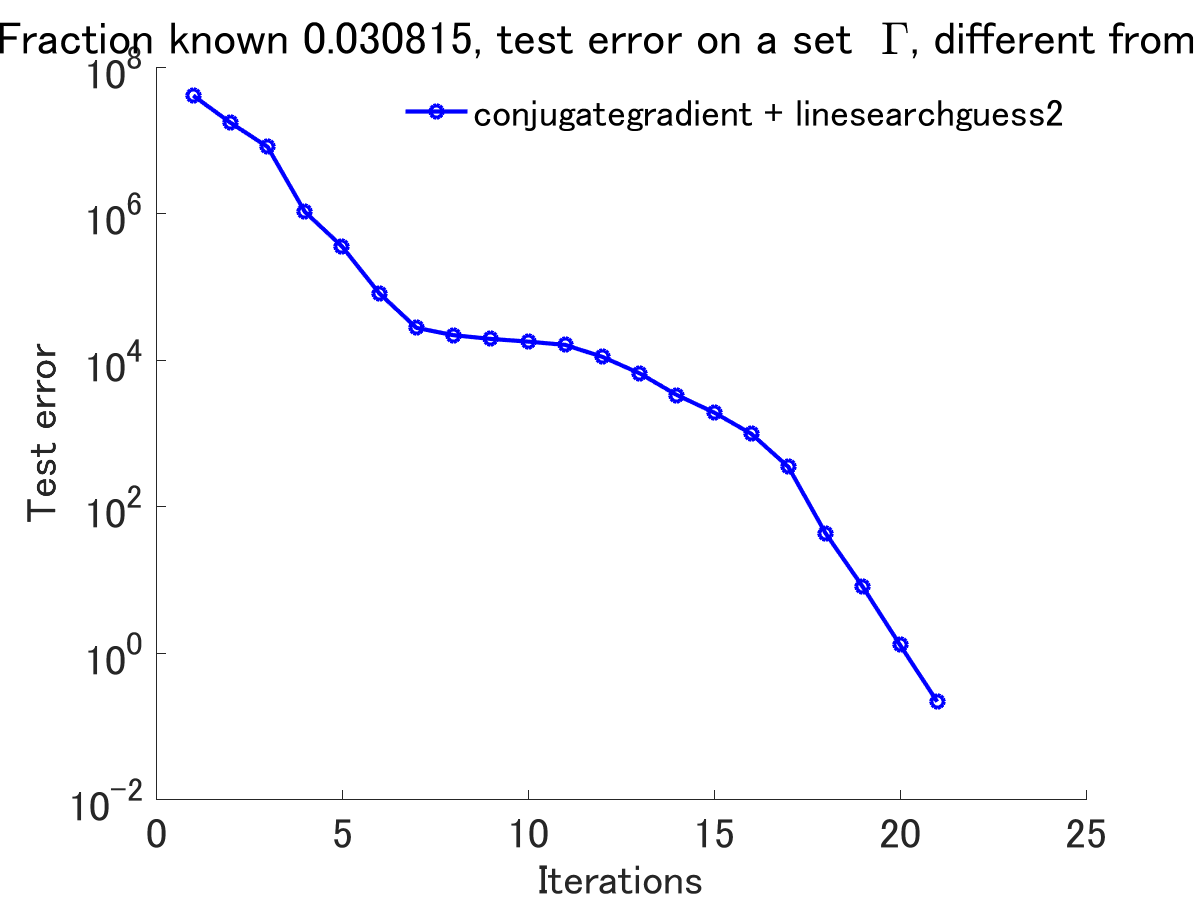 Fraction known 0.030815, test error on a set Γ, different from
10^8
conjugategradient + linesearchguess2
10^6
10^4
10^2
10^0
10^-2
Test error
0 5 10 15 20 25
Iterations